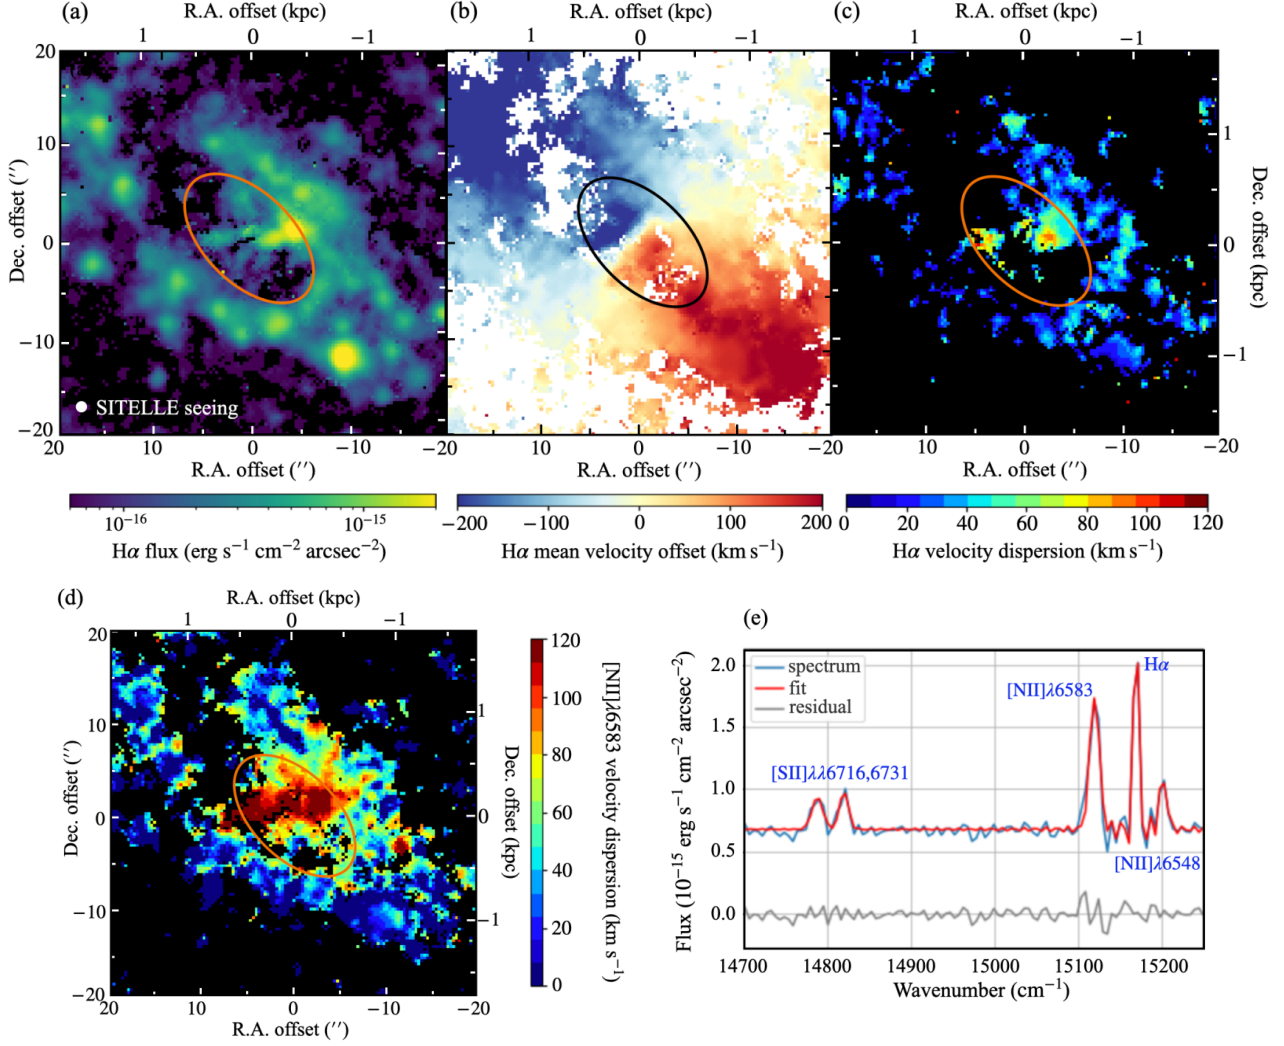 (a)
R.A. offset (kpc)
1 0 −1
20
10
0
−10
−20
Dec. offset (′′)
SITELLE seeing
20 10 0 −10 −20
R.A. offset (′′)
10⁻¹⁶ 10⁻¹⁵
Hα flux (erg s⁻¹ cm⁻² arcsec⁻²)
(b)
R.A. offset (kpc)
1 0 −1
10 0 −10 −20
R.A. offset (′′)
−200 −100 0 100 200
Hα mean velocity offset (km s⁻¹)
(c)
R.A. offset (kpc)
0 −1
1
0
−1
Dec. offset (kpc)
10 0 −10 −20
R.A. offset (′′)
0 20 40 60 80 100 120
Hα velocity dispersion (km s⁻¹)
(d)
R.A. offset (kpc)
1 0 −1
20
10
0
−10
−20
Dec. offset (′′)
1
0
−1
Dec. offset (kpc)
20 10 0 −10 −20
R.A. offset (′′)
120
100
80
60
40
20
0
[NII]λ6583 velocity dispersion (km s⁻¹)
(e)
2.0
1.5
1.0
0.5
0.0
Flux (10⁻¹⁵ erg s⁻¹ cm⁻² arcsec⁻²)
spectrum
fit
residual
Hα
[NII]λ6583
[SII]λλ6716,6731
[NII]λ6548
14700 14800 14900 15000 15100 15200
Wavenumber (cm⁻¹)